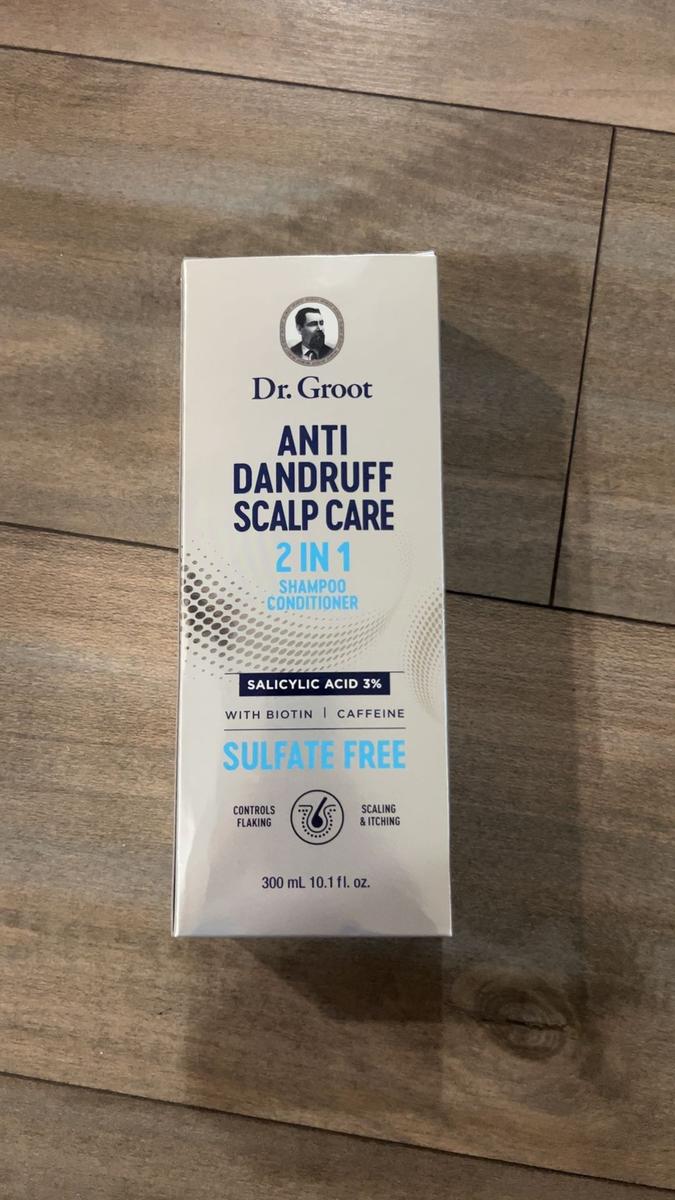 Dr. Groot
ANTI
DANDRUFF
SCALP CARE
2 IN 1
SHAMPOO
CONDITIONER
SALICYLIC ACID 3%
WITH BIOTIN | CAFFEINE
SULFATE FREE
CONTROLS
FLAKING
SCALING
& ITCHING
300 mL 10.1 fl. oz.